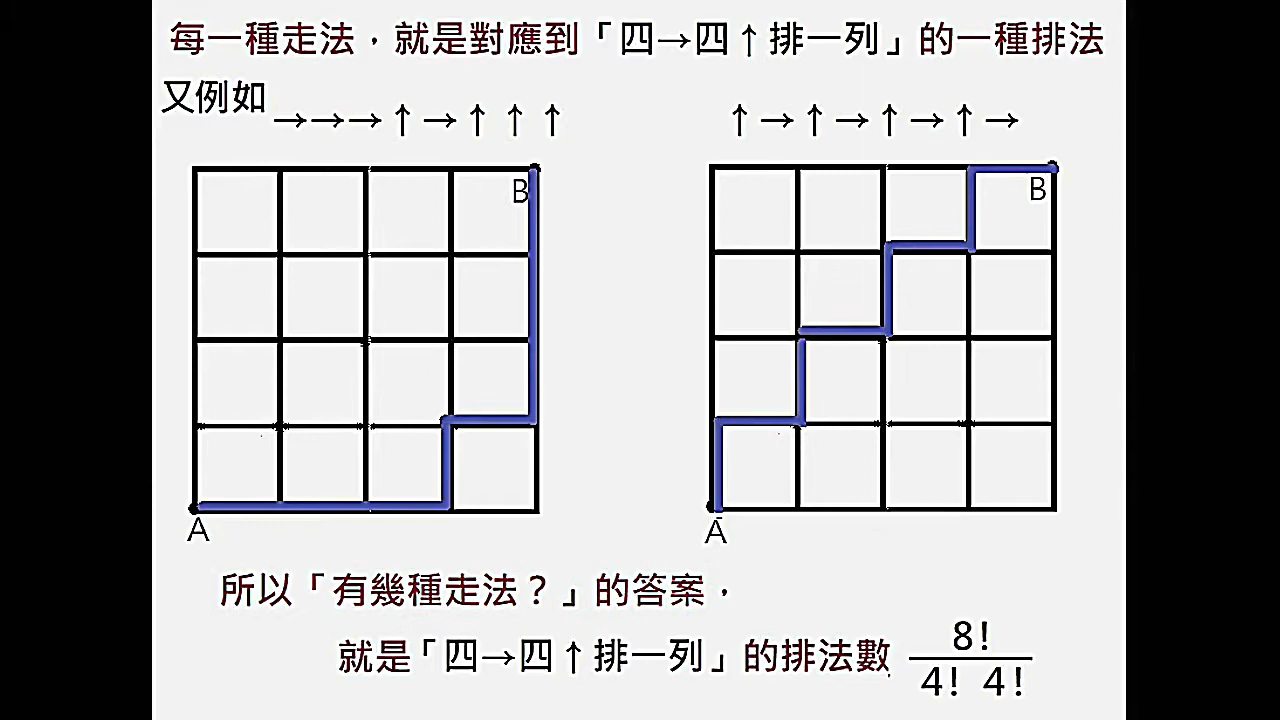 每一種走法，就是對應到「四→四↑排一列」的一種排法
又例如
→→→↑→↑↑↑
↑→↑→↑→↑→
B
B
A
A
所以「有幾種走法？」的答案，
就是「四→四↑排一列」的排法數
8!
4! 4!